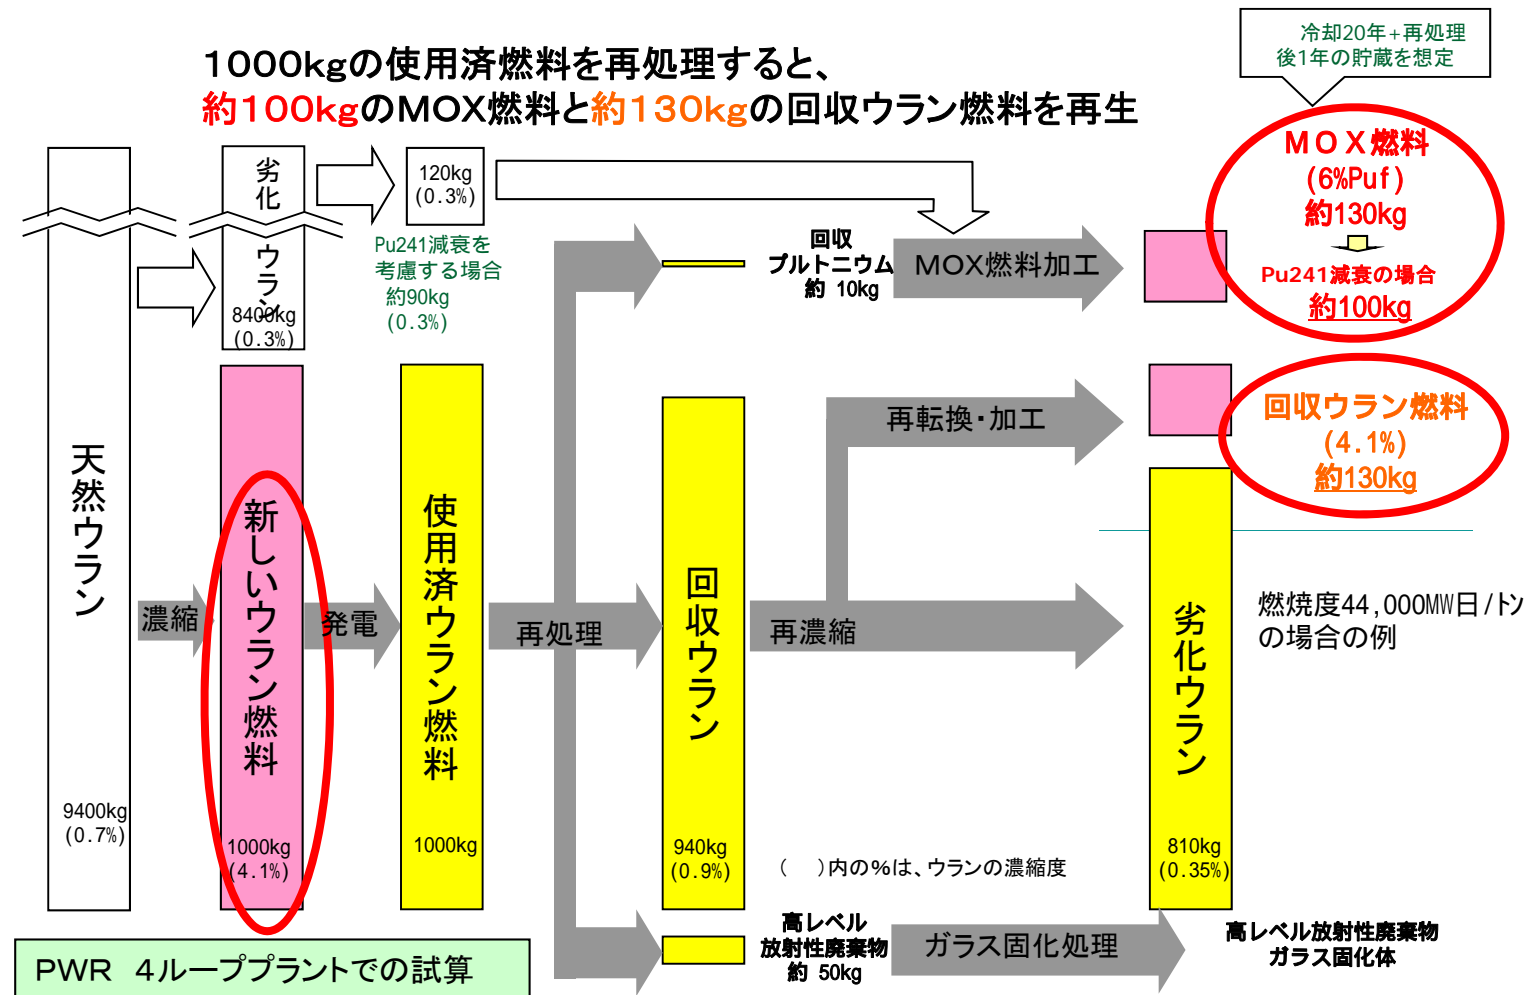 1000kgの使用済燃料を再処理すると、
約100kgのMOX燃料と約130kgの回収ウラン燃料を再生
冷却20年+再処理
後1年の貯蔵を想定
天然ウラン
9400kg
(0.7%)
劣化ウラン
8400kg
(0.3%)
120kg
(0.3%)
Pu241減衰を
考慮する場合
約90kg
(0.3%)
濃縮
新しいウラン燃料
1000kg
(4.1%)
発電
使用済ウラン燃料
1000kg
再処理
回収
プルトニウム
約 10kg
MOX燃料加工
MOX燃料
(6%Puf)
約130kg
Pu241減衰の場合
約100kg
回収ウラン
940kg
(0.9%)
再転換・加工
再濃縮
回収ウラン燃料
(4.1%)
約130kg
劣化ウラン
810kg
(0.35%)
燃焼度44,000MW日/トン
の場合の例
(　)内の%は、ウランの濃縮度
高レベル
放射性廃棄物
約 50kg
ガラス固化処理
高レベル放射性廃棄物
ガラス固化体
PWR 4ループプラントでの試算